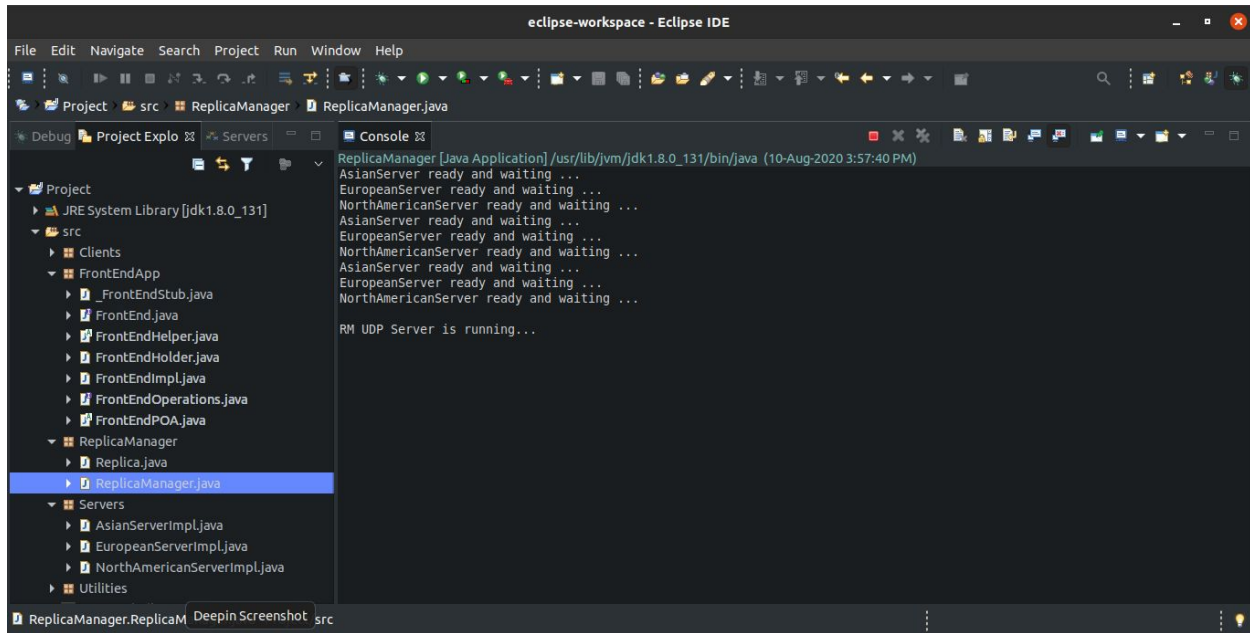 eclipse-workspace - Eclipse IDE
File Edit Navigate Search Project Run Window Help
Project src ReplicaManager ReplicaManager.java
Debug Project Explo Servers
Console
ReplicaManager [Java Application] /usr/lib/jvm/jdk1.8.0_131/bin/java (10-Aug-2020 3:57:40 PM)
AsianServer ready and waiting ...
EuropeanServer ready and waiting ...
NorthAmericanServer ready and waiting ...
AsianServer ready and waiting ...
EuropeanServer ready and waiting ...
NorthAmericanServer ready and waiting ...
AsianServer ready and waiting ...
EuropeanServer ready and waiting ...
NorthAmericanServer ready and waiting ...
RM UDP Server is running...
Project
JRE System Library [jdk1.8.0_131]
src
Clients
FrontEndApp
_FrontEndStub.java
FrontEnd.java
FrontEndHelper.java
FrontEndHolder.java
FrontEndImpl.java
FrontEndOperations.java
FrontEndPOA.java
ReplicaManager
Replica.java
ReplicaManager.java
Servers
AsianServerImpl.java
EuropeanServerImpl.java
NorthAmericanServerImpl.java
Utilities
ReplicaManager.ReplicaM Deepin Screenshot src